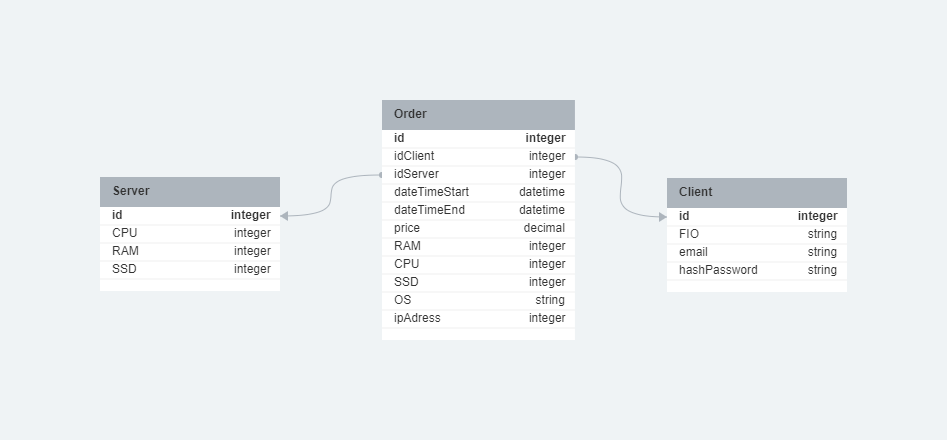 Server
id integer
CPU integer
RAM integer
SSD integer
Order
id integer
idClient integer
idServer integer
dateTimeStart datetime
dateTimeEnd datetime
price decimal
RAM integer
CPU integer
SSD integer
OS string
ipAdress integer
Client
id integer
FIO string
email string
hashPassword string